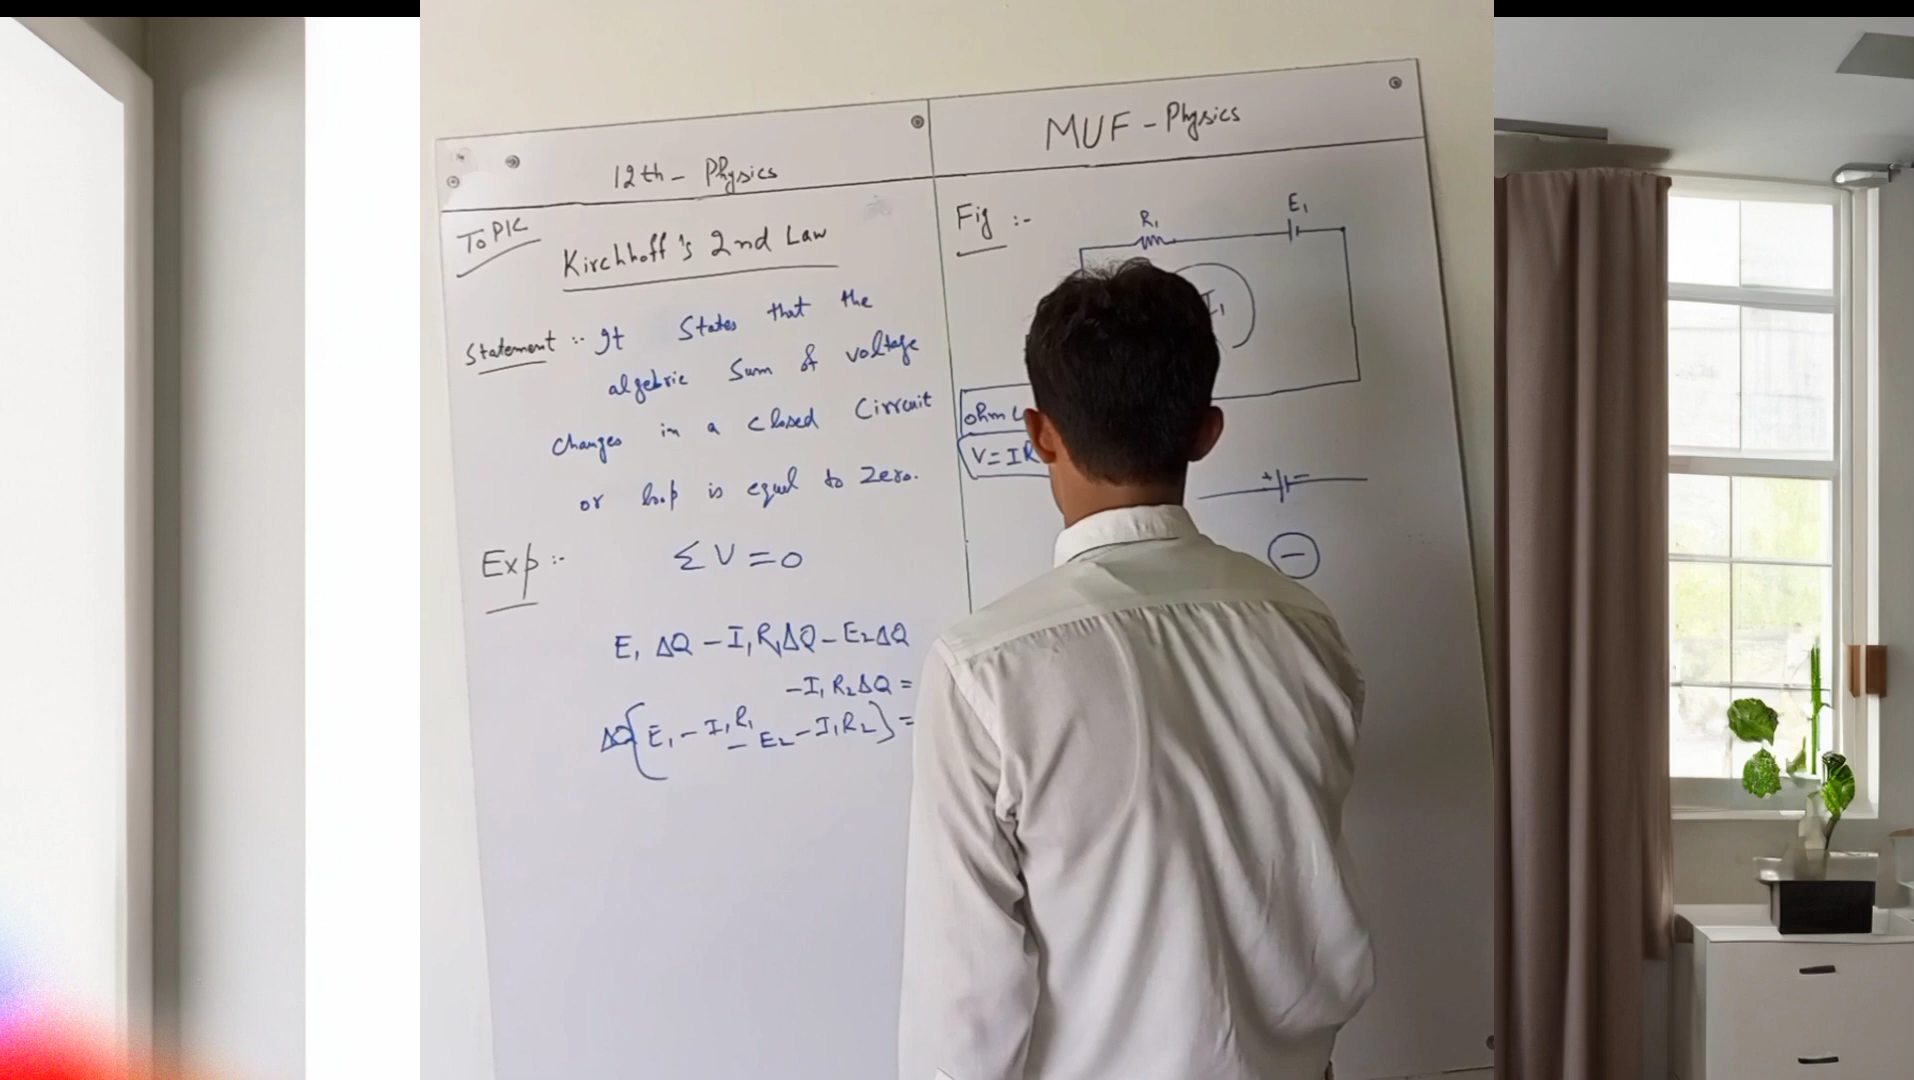 12th - Physics
MUF - Physics
TOPIC
Kirchhoff's 2nd Law
Statement :- It States that the
algebric Sum of voltage
changes in a closed Circuit
or loop is equal to Zero.
Exp :- Σ V = 0
E₁ ΔQ - I₁R₁ΔQ - E₂ΔQ
- I₁R₂ΔQ =
ΔQ{E₁ - I₁R₁
- E₂ - I₁R₂} =
Fig :-
R₁
E₁
I₁
ohm
V = IR
+ -
-